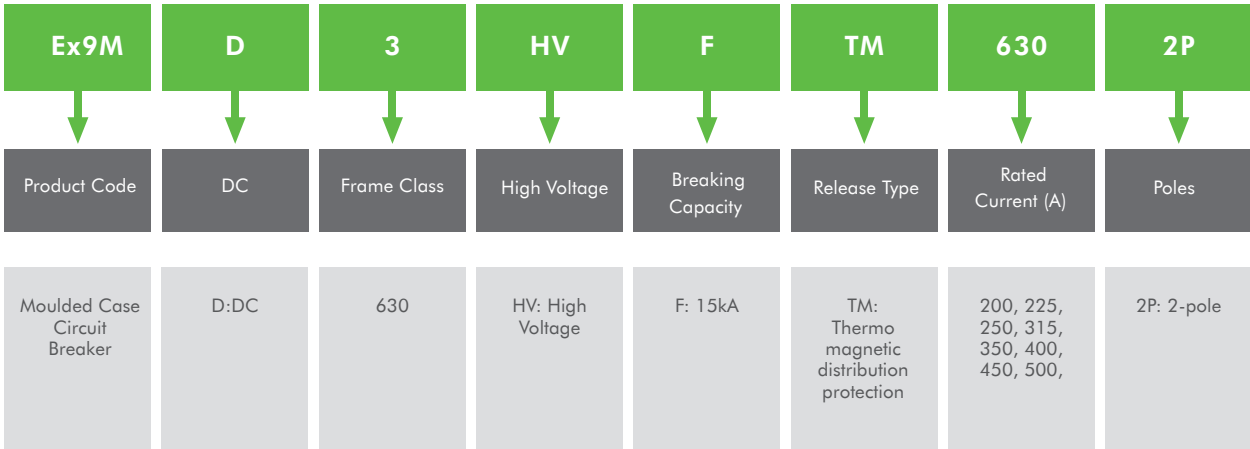 Ex9M
D
3
HV
F
TM
630
2P
Product Code
DC
Frame Class
High Voltage
Breaking
Capacity
Release Type
Rated
Current (A)
Poles
Moulded Case
Circuit
Breaker
D:DC
630
HV: High
Voltage
F: 15kA
TM:
Thermo
magnetic
distribution
protection
200, 225,
250, 315,
350, 400,
450, 500,
2P: 2-pole